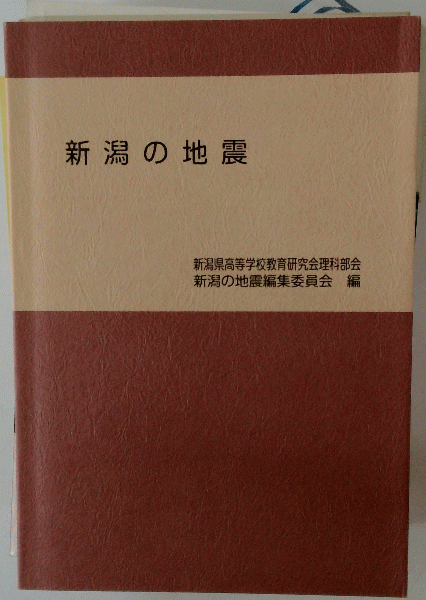 新潟の地震
新潟県高等学校教育研究会理科部会
新潟の地震編集委員会　編